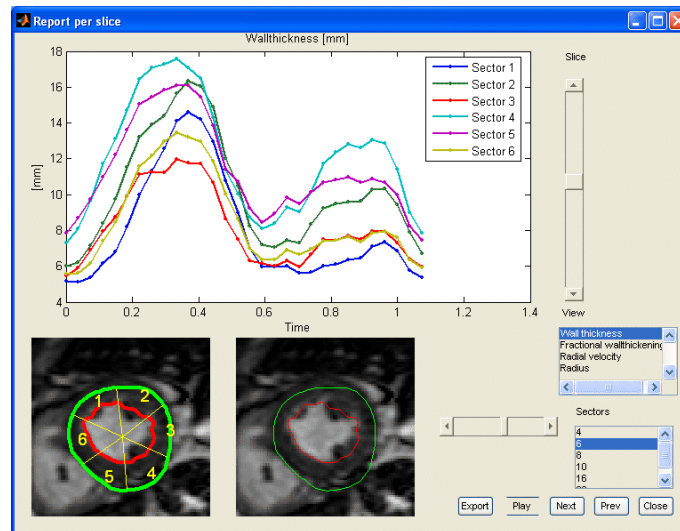 Report per slice
Wallthickness [mm]
18
16
14
12
10
8
6
4
[mm]
0
0.2
0.4
0.6
0.8
1
1.2
1.4
Time
Sector 1
Sector 2
Sector 3
Sector 4
Sector 5
Sector 6
Slice
View
Wall thickness
Fractional wallthickening
Radial velocity
Radius
1
2
3
4
5
6
Sectors
4
6
8
10
16
Export
Play
Next
Prev
Close